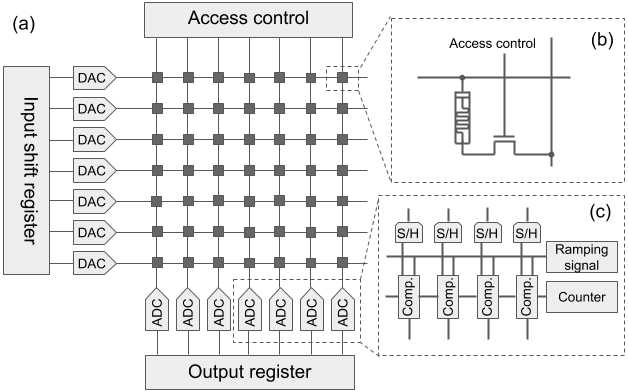 (a)
Access control
Input shift register
DAC
DAC
DAC
DAC
DAC
DAC
DAC
ADC
ADC
ADC
ADC
ADC
ADC
ADC
Output register
(b)
Access control
(c)
S/H
S/H
S/H
S/H
Ramping
signal
Comp.
Comp.
Comp.
Comp.
Counter